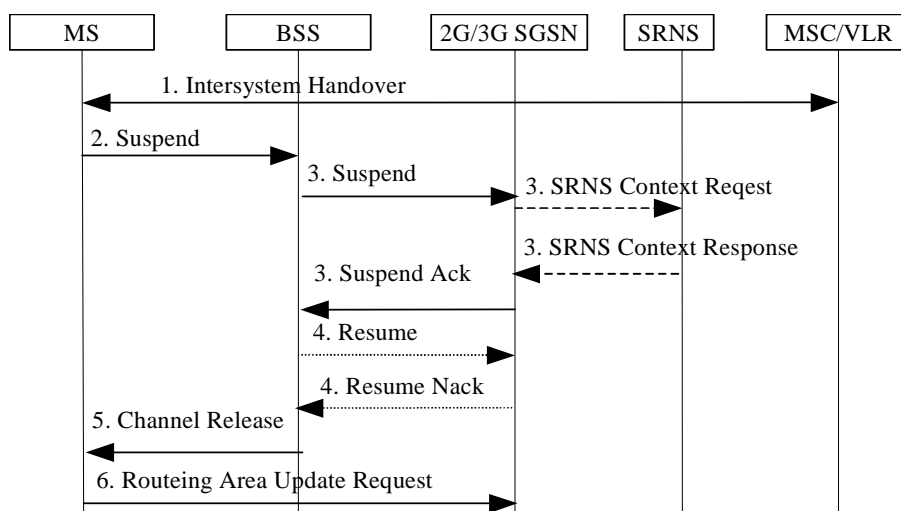 MS BSS 2G/3G SGSN SRNS MSC/VLR
1. Intersystem Handover
2. Suspend
3. Suspend
3. SRNS Context Reqest
3. SRNS Context Response
3. Suspend Ack
4. Resume
4. Resume Nack
5. Channel Release
6. Routeing Area Update Request